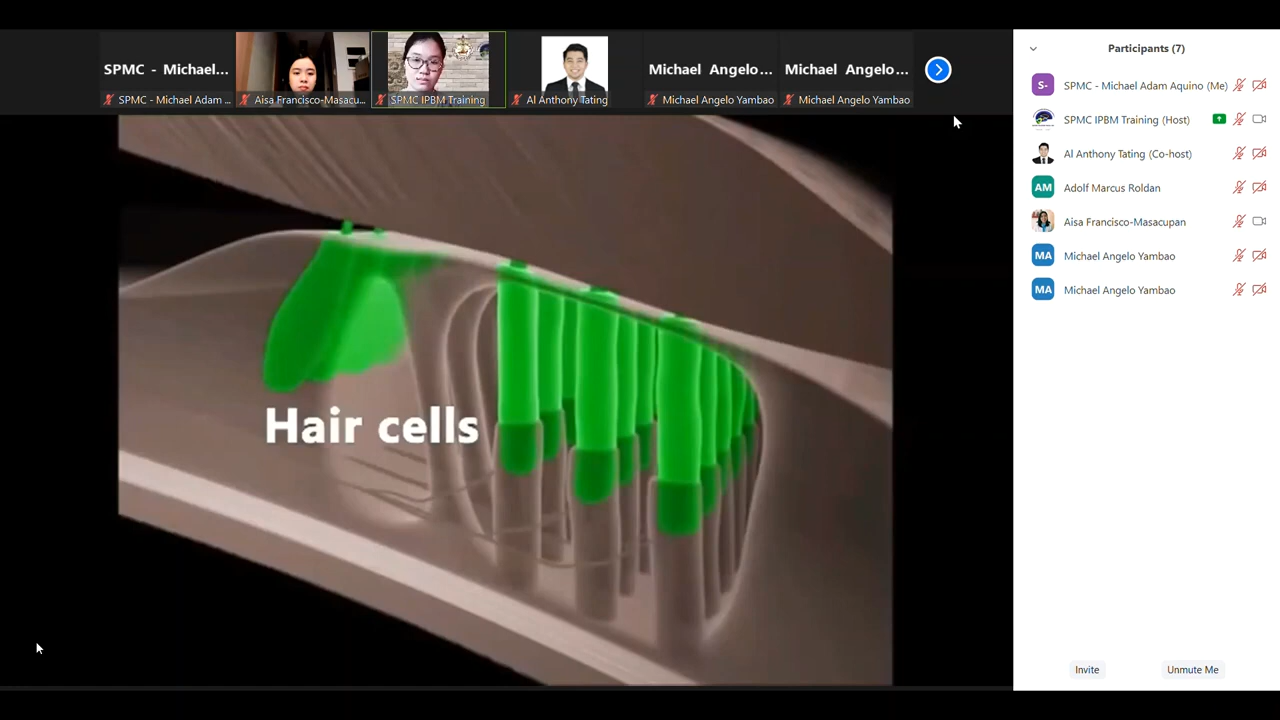 SPMC - Michael...
Michael Angelo...
Michael Angelo...
SPMC - Michael Adam ...
Aisa Francisco-Masacu...
SPMC IPBM Training
Al Anthony Tating
Michael Angelo Yambao
Michael Angelo Yambao
Hair cells
Participants (7)
S-
SPMC - Michael Adam Aquino (Me)
SPMC IPBM Training (Host)
Al Anthony Tating (Co-host)
AM
Adolf Marcus Roldan
Aisa Francisco-Masacupan
MA
Michael Angelo Yambao
MA
Michael Angelo Yambao
Invite
Unmute Me